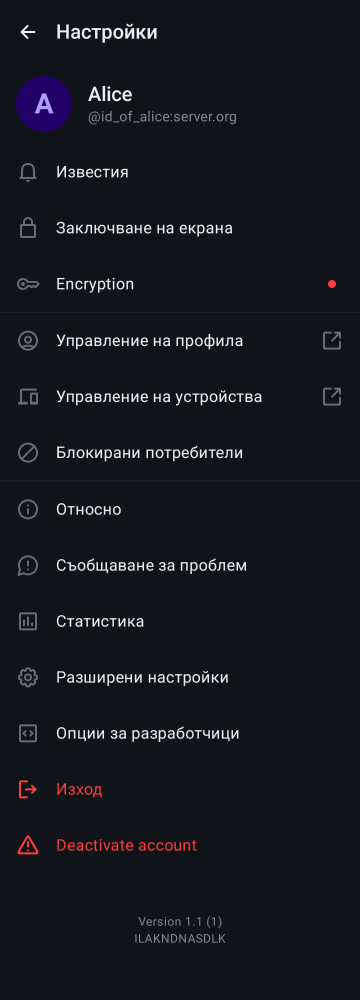 Настройки
A
Alice
@id_of_alice:server.org
Известия
Заключване на екрана
Encryption
Управление на профила
Управление на устройства
Блокирани потребители
Относно
Съобщаване за проблем
Статистика
Разширени настройки
Опции за разработчици
Изход
Deactivate account
Version 1.1 (1)
ILAKNDNASDLK